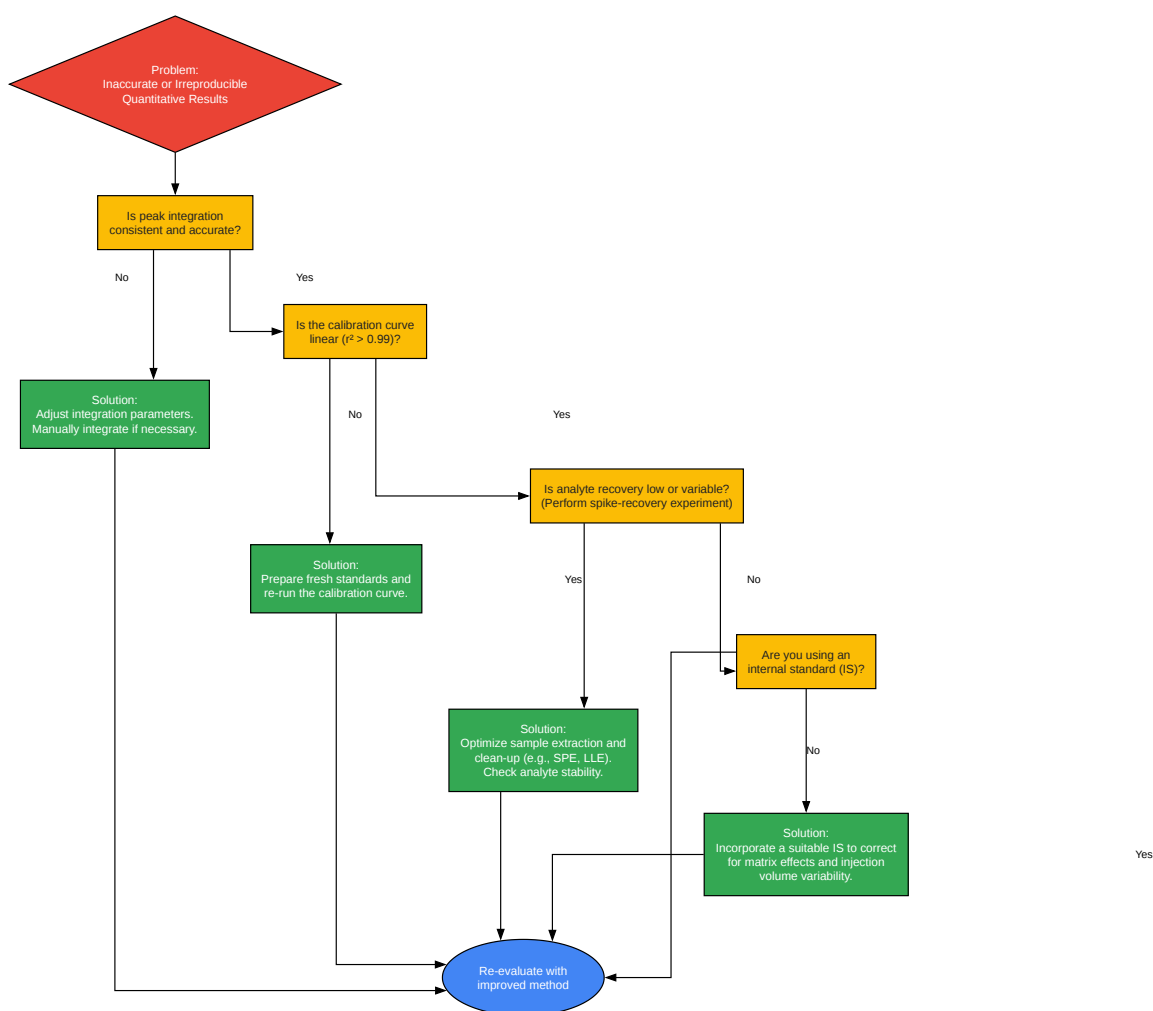 Problem:
Inaccurate or Irreproducible
Quantitative Results
Is peak integration
consistent and accurate?
No
Yes
Is the calibration curve
linear (r² > 0.99)?
Solution:
Adjust integration parameters.
Manually integrate if necessary.
No
Yes
Is analyte recovery low or variable?
(Perform spike-recovery experiment)
Solution:
Prepare fresh standards and
re-run the calibration curve.
Yes
No
Are you using an
internal standard (IS)?
Solution:
Optimize sample extraction and
clean-up (e.g., SPE, LLE).
Check analyte stability.
No
Solution:
Incorporate a suitable IS to correct
for matrix effects and injection
volume variability.
Yes
Re-evaluate with
improved method